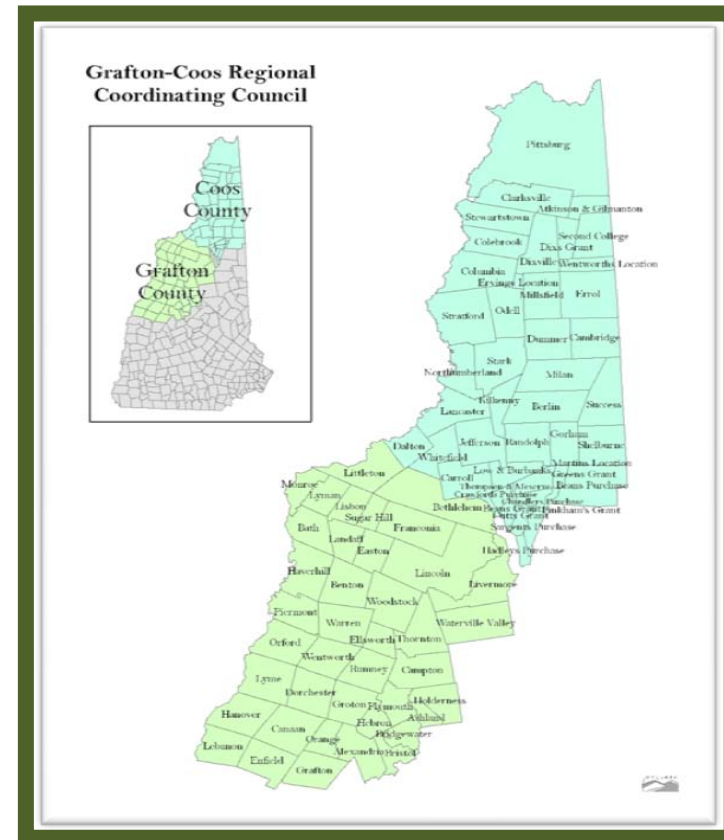 Grafton-Coos Regional
Coordinating Council
Coos
County
Grafton
County
Pittsburg
Clarksville
Atkinson & Gilmanton
Stewartstown
Second College
Colebrook
Dixs Grant
Dixville
Wentworths Location
Columbia
Ervings Location
Millsfield
Errol
Stratford
Odell
Dummer
Cambridge
Stark
Northumberland
Milan
Kilkenny
Lancaster
Berlin
Success
Gorham
Dalton
Jefferson
Randolph
Shelburne
Whitefield
Martins Location
Littleton
Low & Burbanks
Greens Grant
Carroll
Beans Purchase
Monroe
Lyman
Crawfords Purchase
Chandlers Purchase
Lisbon
Bethlehem
Beans Grant
Pinkham's Grant
Sugar Hill
Cutts Grant
Bath
Franconia
Sargents Purchase
Landaff
Easton
Hadleys Purchase
Haverhill
Lincoln
Benton
Livermore
Woodstock
Piermont
Warren
Waterville Valley
Orford
Ellsworth
Thornton
Wentworth
Rumney
Campton
Lyme
Dorchester
Groton
Plymouth
Holderness
Hanover
Hebron
Ashland
Canaan
Bridgewater
Orange
Lebanon
Alexandria
Bristol
Enfield
Grafton